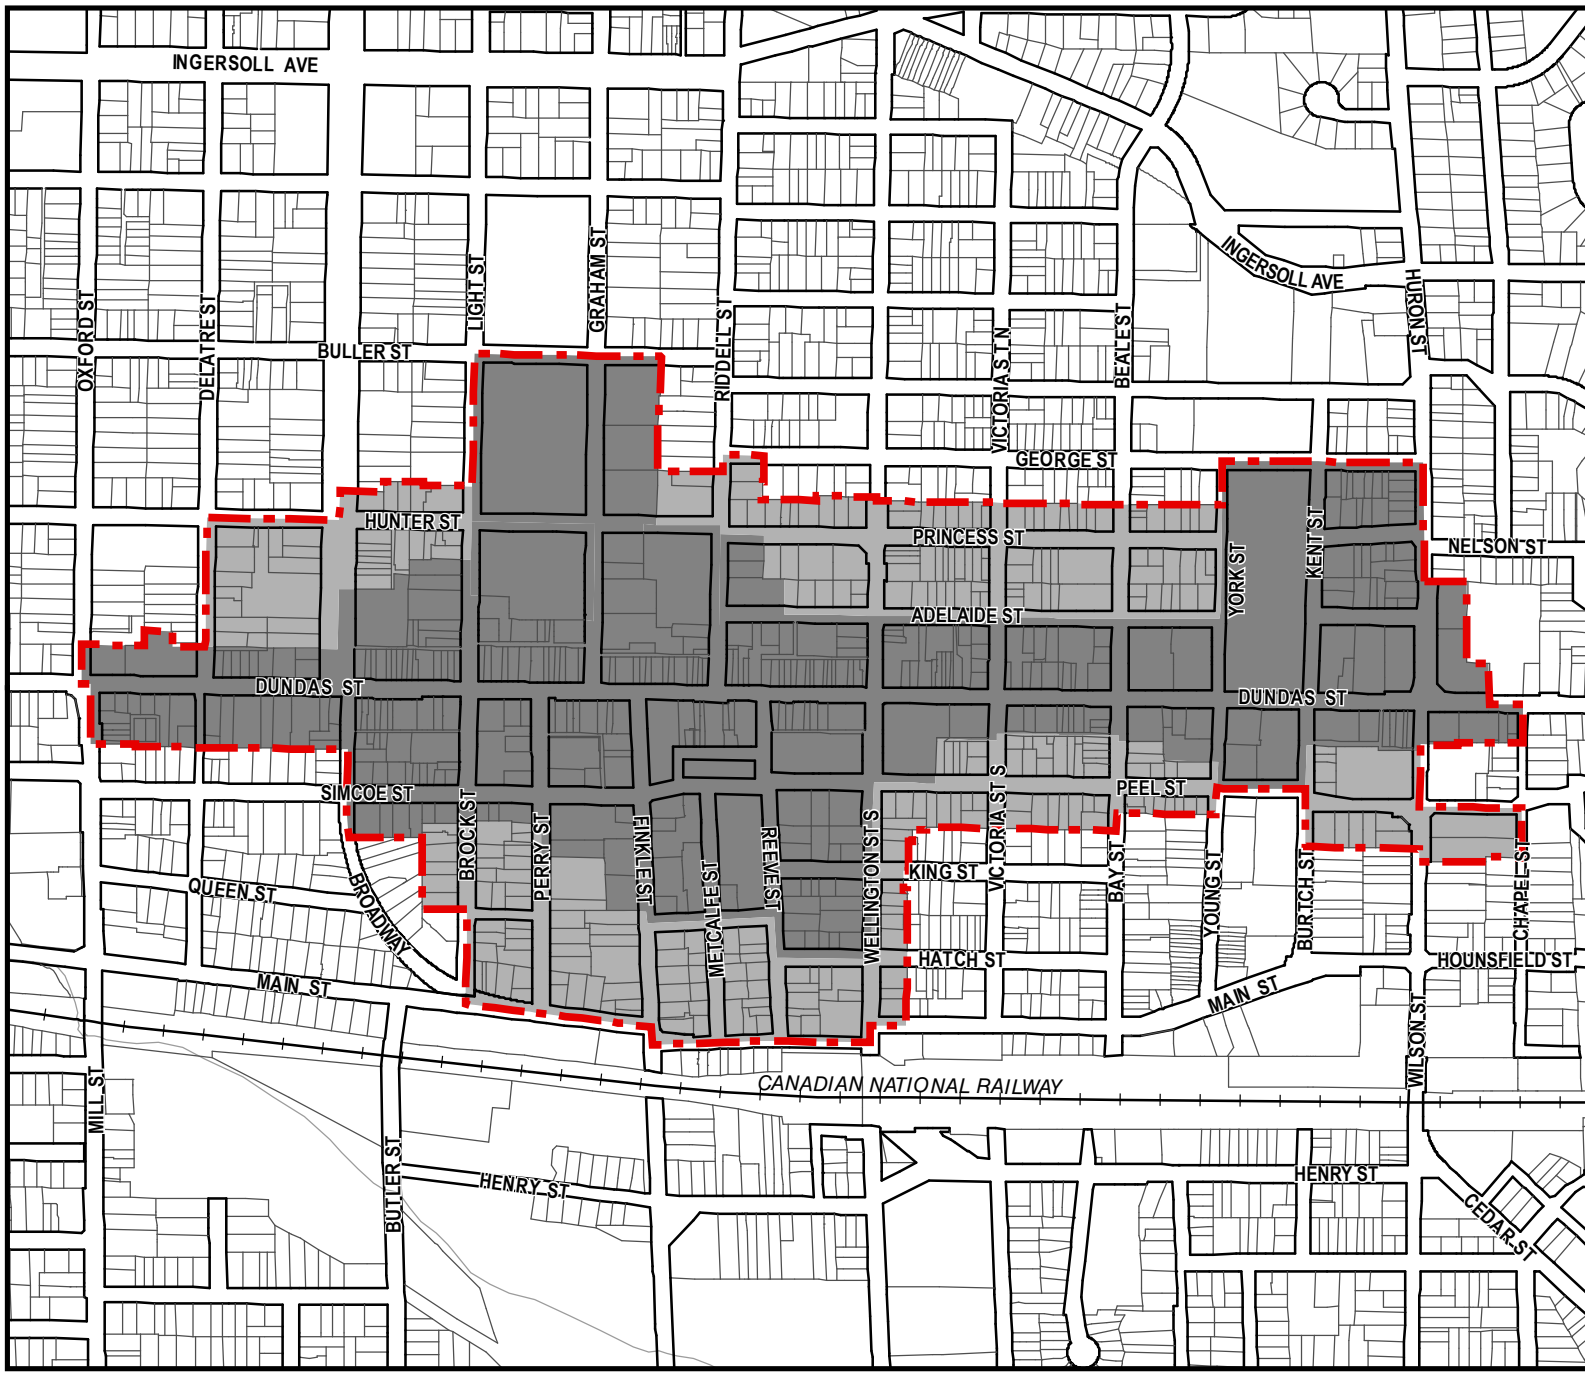 INGERSOLL AVE
OXFORD ST
DELATRE ST
BULLER ST
LIGHT ST
GRAHAM ST
RIDDELL ST
VICTORIA ST N
BEALE ST
INGERSOLL AVE
HURON ST
GEORGE ST
HUNTER ST
PRINCESS ST
YORK ST
KENT ST
NELSON ST
ADELAIDE ST
DUNDAS ST
DUNDAS ST
SIMCOE ST
BROCK ST
PERRY ST
FINKLE ST
METCALFE ST
REEVE ST
WELLINGTON ST S
VICTORIA ST S
PEEL ST
KING ST
BAY ST
YOUNG ST
BURTCH ST
CHAPEL ST
QUEEN ST
BROADWAY
HATCH ST
HOUNSFIELD ST
MAIN ST
MAIN ST
WILSON ST
CANADIAN NATIONAL RAILWAY
MILL ST
BUTLER ST
HENRY ST
HENRY ST
CEDAR ST